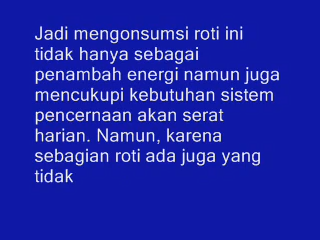 Jadi mengonsumsi roti ini
tidak hanya sebagai
penambah energi namun juga
mencukupi kebutuhan sistem
pencernaan akan serat
harian. Namun, karena
sebagian roti ada juga yang
tidak